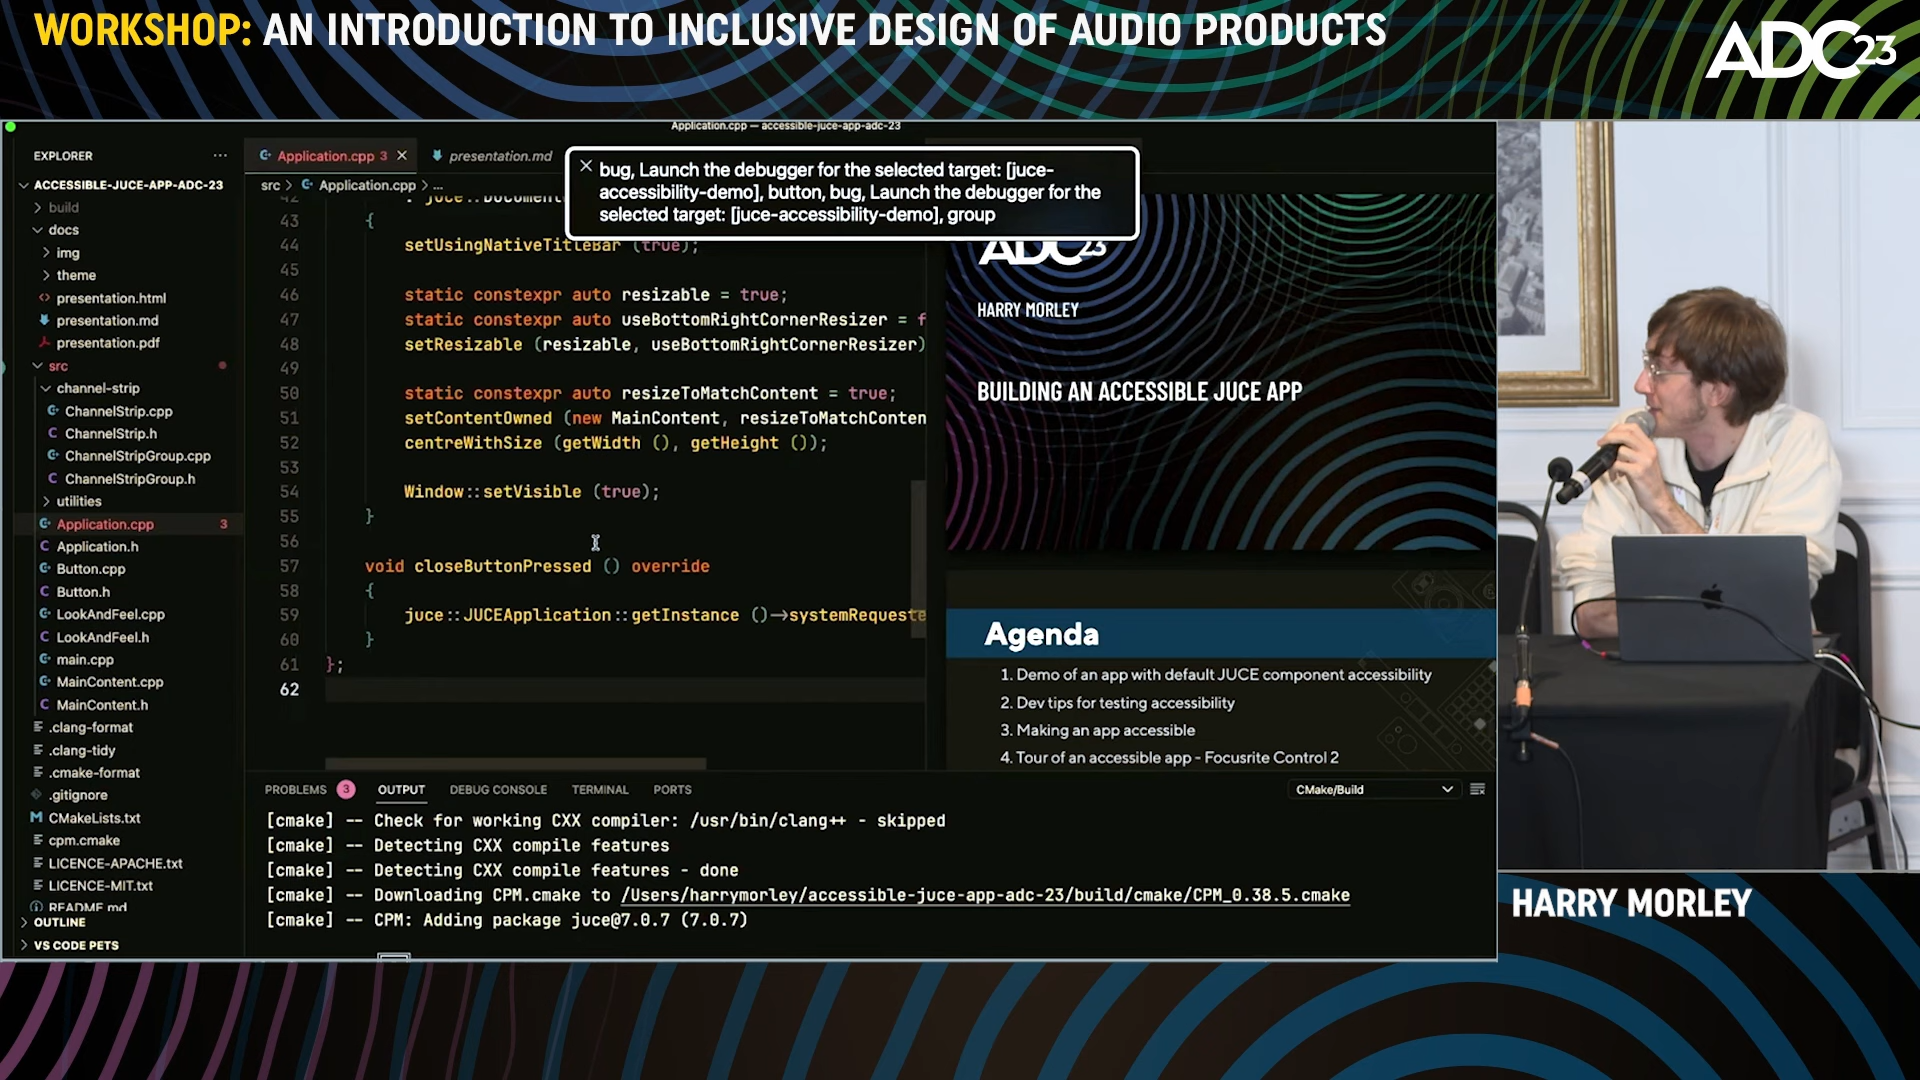 WORKSHOP: AN INTRODUCTION TO INCLUSIVE DESIGN OF AUDIO PRODUCTS
ADC23
Application.cpp — accessible-juce-app-adc-23
EXPLORER
ACCESSIBLE-JUCE-APP-ADC-23
build
docs
img
theme
presentation.html
presentation.md
presentation.pdf
src
channel-strip
ChannelStrip.cpp
ChannelStrip.h
ChannelStripGroup.cpp
ChannelStripGroup.h
utilities
Application.cpp 3
Application.h
Button.cpp
Button.h
LookAndFeel.cpp
LookAndFeel.h
main.cpp
MainContent.cpp
MainContent.h
.clang-format
.clang-tidy
.cmake-format
.gitignore
CMakeLists.txt
cpm.cmake
LICENCE-APACHE.txt
LICENCE-MIT.txt
README.md
OUTLINE
VS CODE PETS
Application.cpp 3
presentation.md
src > Application.cpp > ...
bug, Launch the debugger for the selected target: [juce-
accessibility-demo], button, bug, Launch the debugger for the
selected target: [juce-accessibility-demo], group
42 : juce::Document
43 {
44 setUsingNativeTitleBar (true);
45
46 static constexpr auto resizable = true;
47 static constexpr auto useBottomRightCornerResizer = f
48 setResizable (resizable, useBottomRightCornerResizer)
49
50 static constexpr auto resizeToMatchContent = true;
51 setContentOwned (new MainContent, resizeToMatchConten
52 centreWithSize (getWidth (), getHeight ());
53
54 Window::setVisible (true);
55 }
56
57 void closeButtonPressed () override
58 {
59 juce::JUCEApplication::getInstance ()->systemRequeste
60 }
61 };
62
ADC23
HARRY MORLEY
BUILDING AN ACCESSIBLE JUCE APP
Agenda
1. Demo of an app with default JUCE component accessibility
2. Dev tips for testing accessibility
3. Making an app accessible
4. Tour of an accessible app - Focusrite Control 2
PROBLEMS 3 OUTPUT DEBUG CONSOLE TERMINAL PORTS
CMake/Build
[cmake] -- Check for working CXX compiler: /usr/bin/clang++ - skipped
[cmake] -- Detecting CXX compile features
[cmake] -- Detecting CXX compile features - done
[cmake] -- Downloading CPM.cmake to /Users/harrymorley/accessible-juce-app-adc-23/build/cmake/CPM_0.38.5.cmake
[cmake] -- CPM: Adding package juce@7.0.7 (7.0.7)
HARRY MORLEY